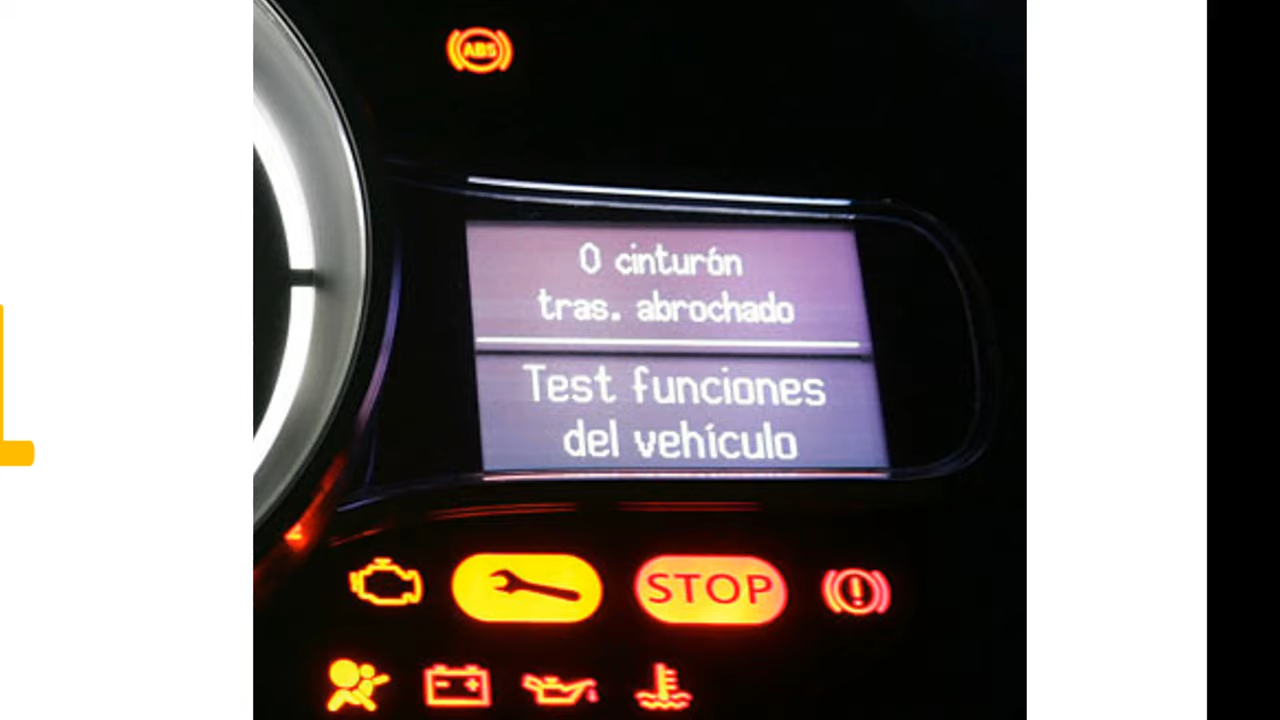 ABS
0 cinturón
tras. abrochado
Test funciones
del vehículo
STOP